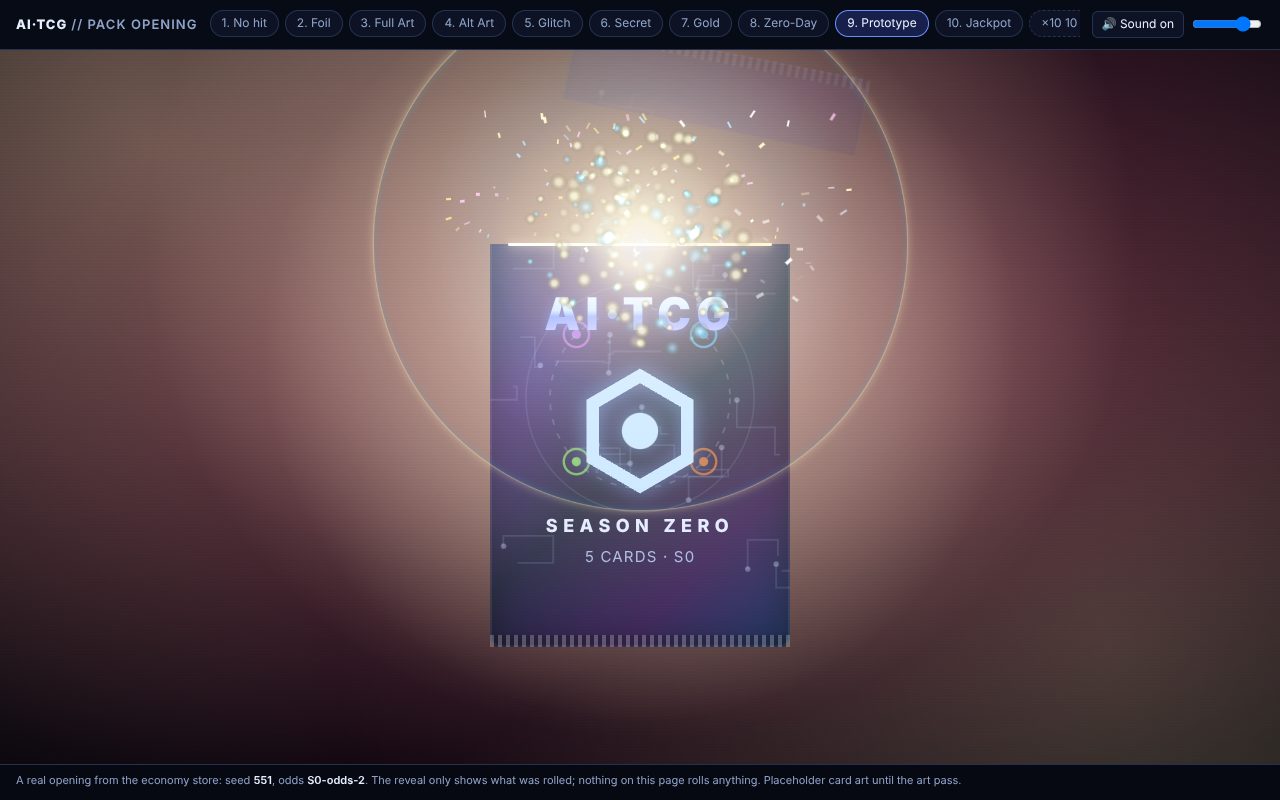 AI·TCG // PACK OPENING
1. No hit
2. Foil
3. Full Art
4. Alt Art
5. Glitch
6. Secret
7. Gold
8. Zero-Day
9. Prototype
10. Jackpot
×10 10
🔊 Sound on
AI·TCG
SEASON ZERO
5 CARDS · S0
A real opening from the economy store: seed 551, odds S0-odds-2. The reveal only shows what was rolled; nothing on this page rolls anything. Placeholder card art until the art pass.